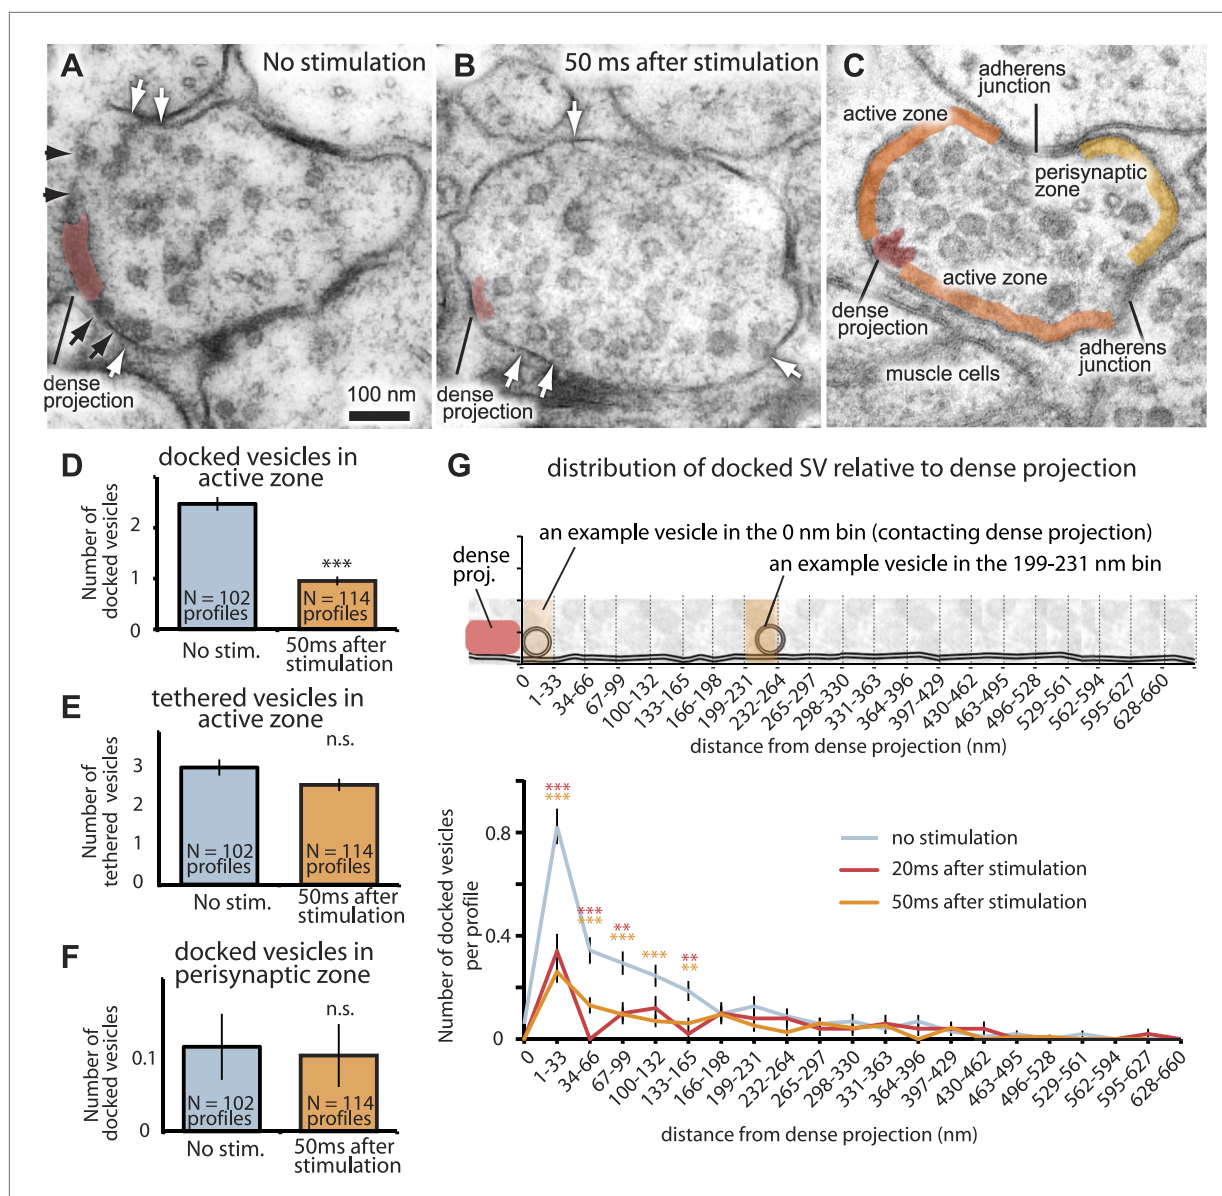 A
No stimulation
dense
projection
100 nm
B
50 ms after stimulation
dense
projection
C
adherens
junction
active zone
perisynaptic
zone
active zone
dense
projection
adherens
junction
muscle cells
D
docked vesicles in
active zone
Number of
docked vesicles
2
1
0
***
N = 102
profiles
N = 114
profiles
No stim.
50ms after
stimulation
E
tethered vesicles in
active zone
n.s.
Number of
tethered vesicles
3
2
1
0
N = 102
profiles
N = 114
profiles
No stim.
50ms after
stimulation
F
docked vesicles in
perisynaptic zone
n.s.
Number of
docked vesicles
0.1
0
N = 102
profiles
N = 114
profiles
No stim.
50ms after
stimulation
G
distribution of docked SV relative to dense projection
an example vesicle in the 0 nm bin (contacting dense projection)
dense
proj.
an example vesicle in the 199-231 nm bin
0
1-33
34-66
67-99
100-132
133-165
166-198
199-231
232-264
265-297
298-330
331-363
364-396
397-429
430-462
463-495
496-528
529-561
562-594
595-627
628-660
distance from dense projection (nm)
Number of docked vesicles
per profile
0.8
0.4
0
***
***
***
***
**
***
***
**
**
no stimulation
20ms after stimulation
50ms after stimulation
0
1-33
34-66
67-99
100-132
133-165
166-198
199-231
232-264
265-297
298-330
331-363
364-396
397-429
430-462
463-495
496-528
529-561
562-594
595-627
628-660
distance from dense projection (nm)